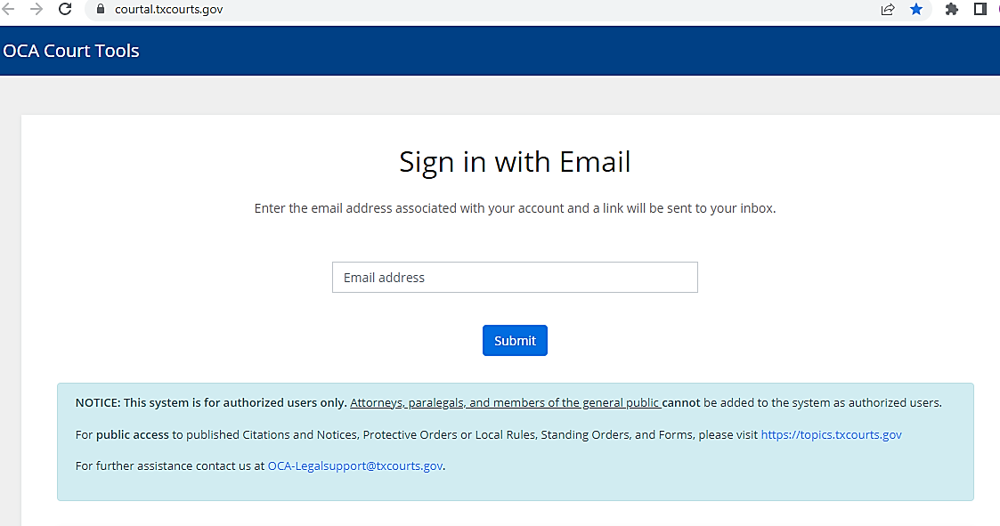 courtal.txcourts.gov
OCA Court Tools
Sign in with Email
Enter the email address associated with your account and a link will be sent to your inbox.
Email address
Submit
NOTICE: This system is for authorized users only. Attorneys, paralegals, and members of the general public cannot be added to the system as authorized users.
For public access to published Citations and Notices, Protective Orders or Local Rules, Standing Orders, and Forms, please visit https://topics.txcourts.gov
For further assistance contact us at OCA-Legalsupport@txcourts.gov.